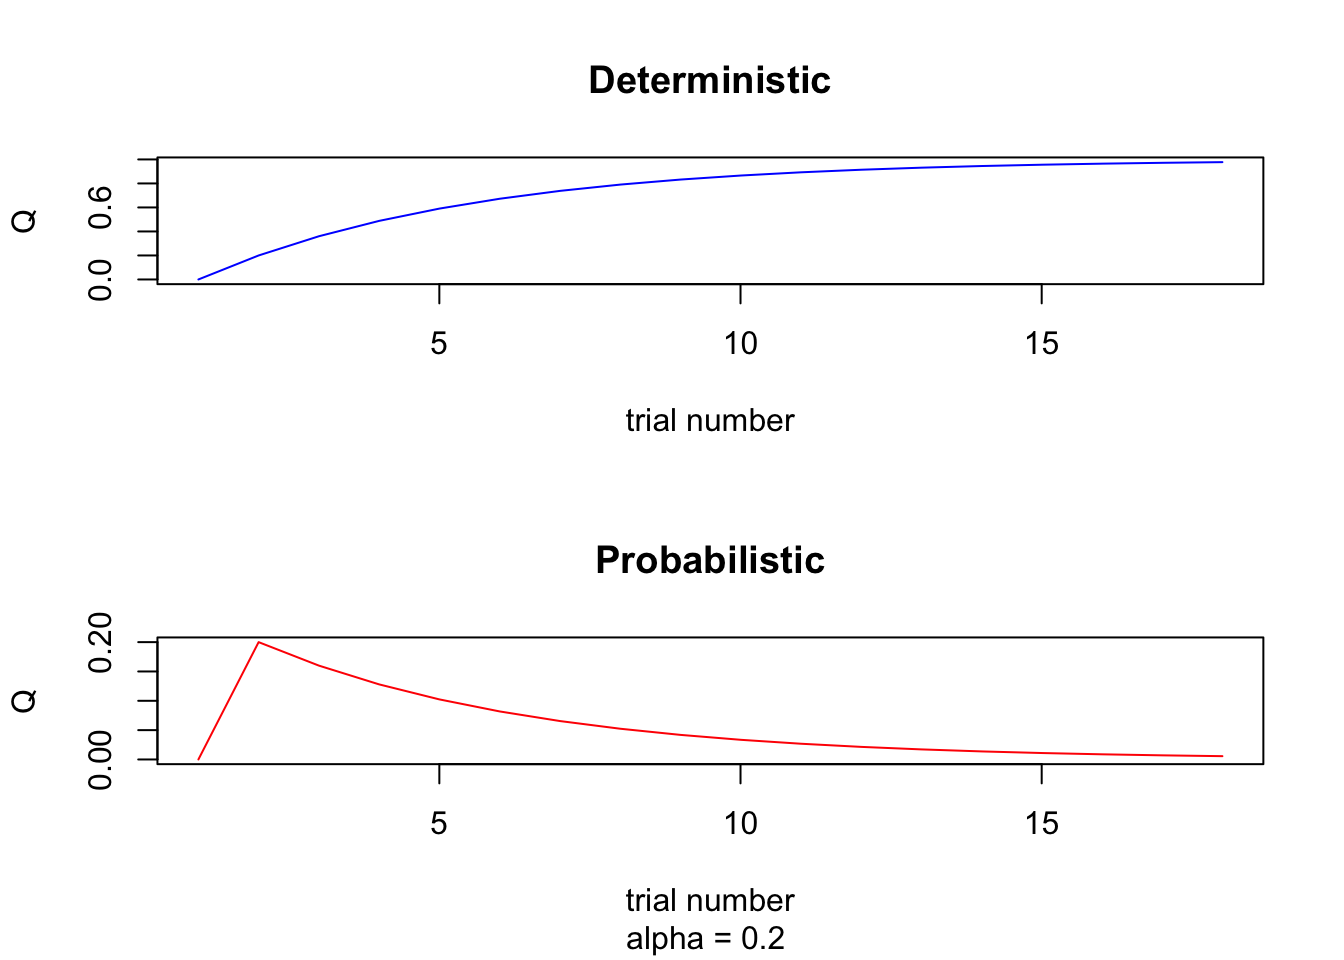 Deterministic
Q
0.6
0.0
5 10 15
trial number
Probabilistic
Q
0.20
0.00
5 10 15
trial number
alpha = 0.2